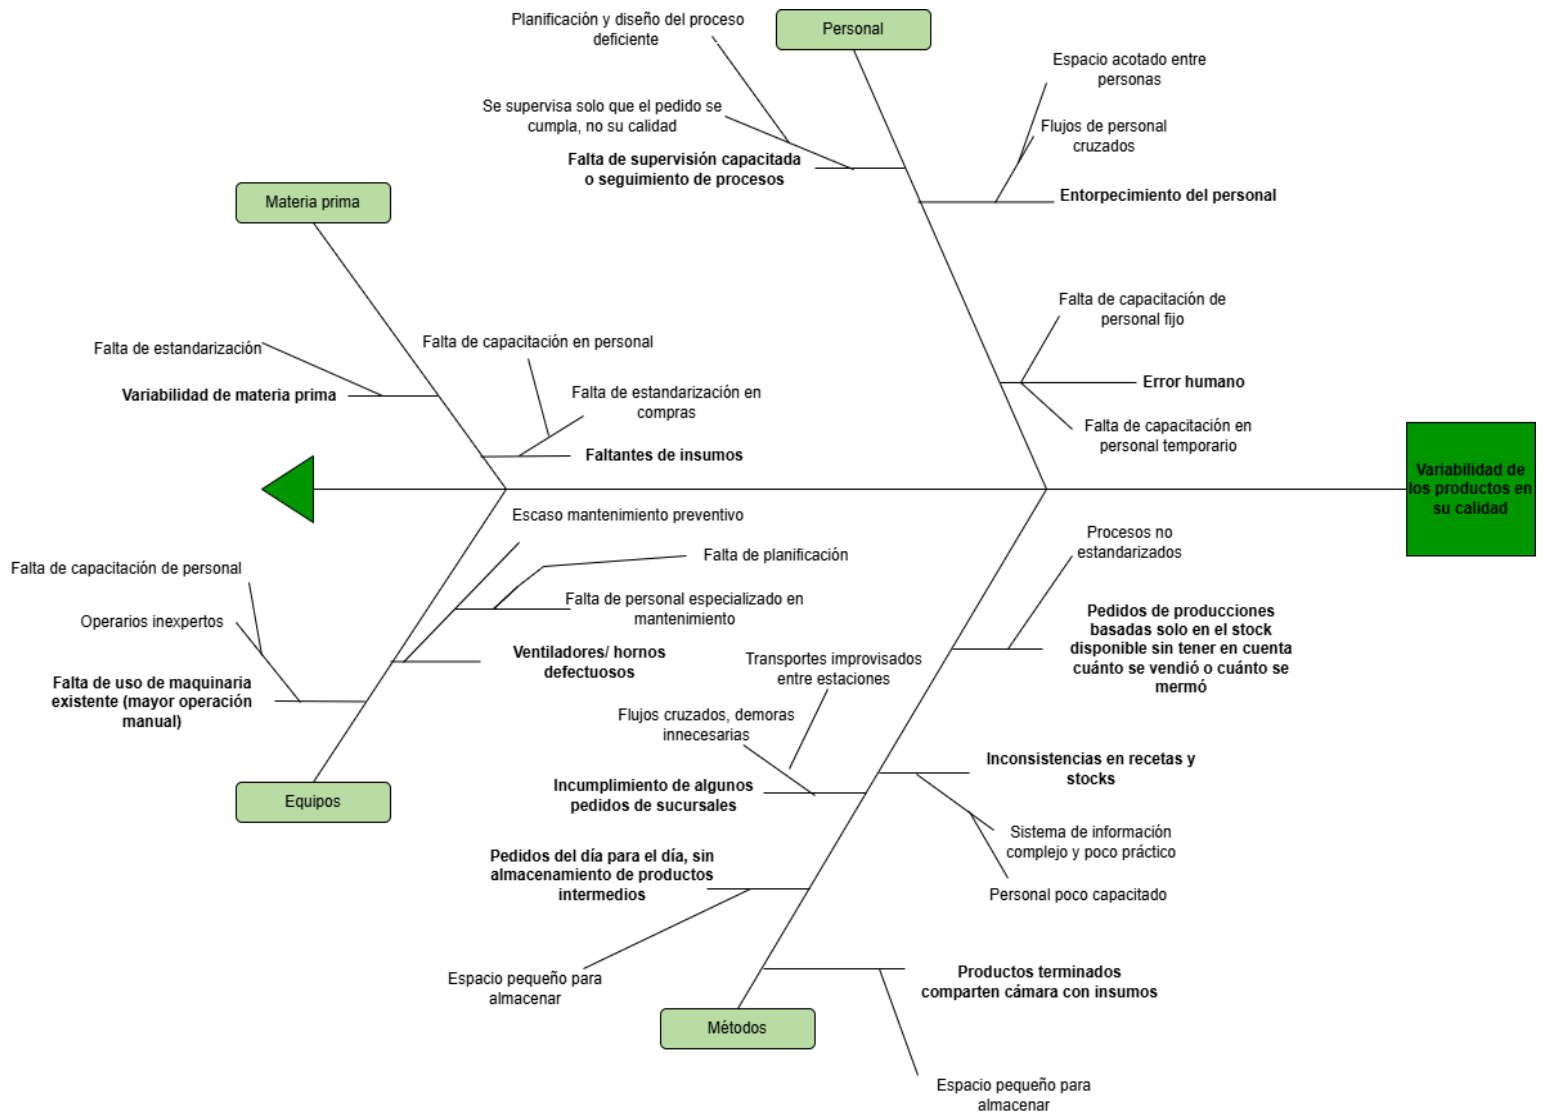 Planificación y diseño del proceso
deficiente
Personal
Espacio acotado entre
personas
Se supervisa solo que el pedido se
cumpla, no su calidad
Flujos de personal
cruzados
Falta de supervisión capacitada
o seguimiento de procesos
Entorpecimiento del personal
Materia prima
Falta de capacitación de
personal fijo
Falta de estandarización
Falta de capacitación en personal
Variabilidad de materia prima
Falta de estandarización en
compras
Error humano
Faltantes de insumos
Falta de capacitación en
personal temporario
Variabilidad de
los productos en
su calidad
Escaso mantenimiento preventivo
Procesos no
estandarizados
Falta de planificación
Falta de capacitación de personal
Falta de personal especializado en
mantenimiento
Operarios inexpertos
Pedidos de producciones
basadas solo en el stock
disponible sin tener en cuenta
cuánto se vendió o cuánto se
mermó
Ventiladores/ hornos
defectuosos
Transportes improvisados
entre estaciones
Falta de uso de maquinaria
existente (mayor operación
manual)
Flujos cruzados, demoras
innecesarias
Inconsistencias en recetas y
stocks
Incumplimiento de algunos
pedidos de sucursales
Equipos
Sistema de información
complejo y poco práctico
Pedidos del día para el día, sin
almacenamiento de productos
intermedios
Personal poco capacitado
Espacio pequeño para
almacenar
Productos terminados
comparten cámara con insumos
Métodos
Espacio pequeño para
almacenar